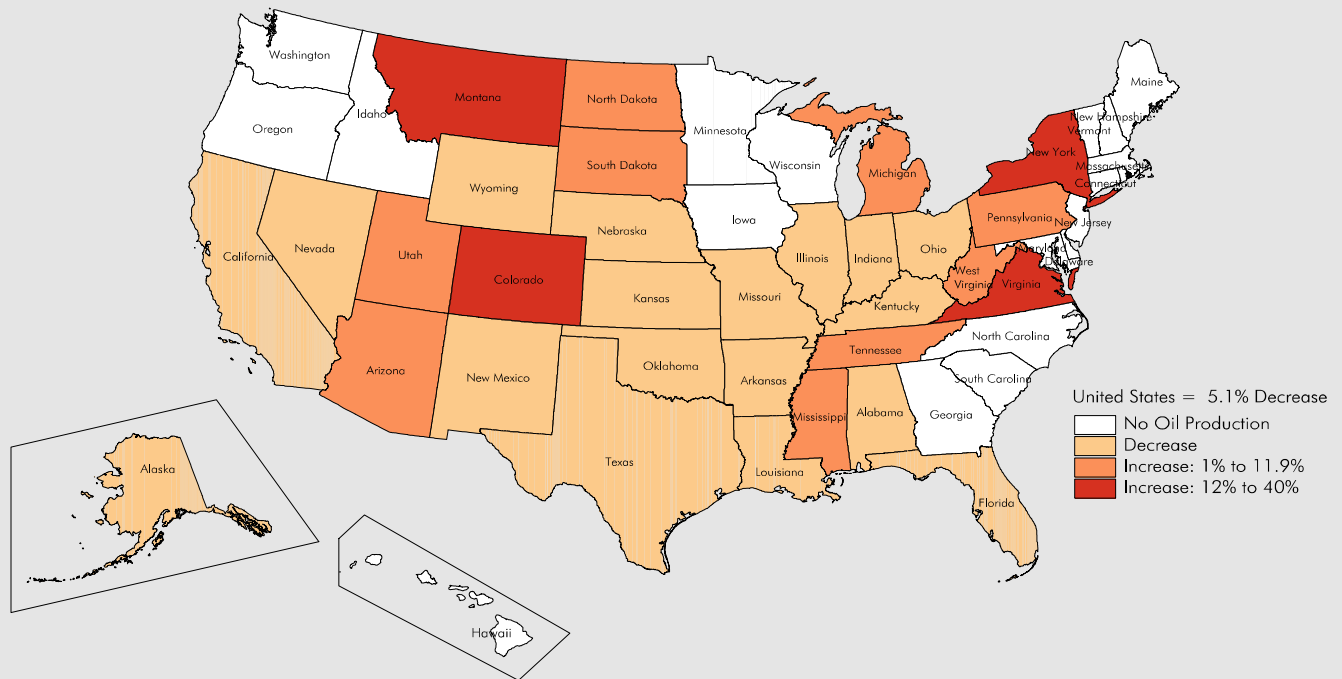 Washington
Maine
Montana
North Dakota
Idaho
Minnesota
New Hampshire
Oregon
Vermont
New York
South Dakota
Wisconsin
Massachusetts
Michigan
Connecticut
Wyoming
Iowa
Pennsylvania
New Jersey
Nebraska
Nevada
Ohio
Maryland
California
Utah
Illinois
Indiana
Delaware
Colorado
West
Virginia
Virginia
Kansas
Missouri
Kentucky
North Carolina
Tennessee
Oklahoma
Arizona
New Mexico
Arkansas
South Carolina
Mississippi
Alabama
Georgia
Texas
Louisiana
Alaska
Florida
Hawaii
United States = 5.1% Decrease
No Oil Production
Decrease
Increase: 1% to 11.9%
Increase: 12% to 40%